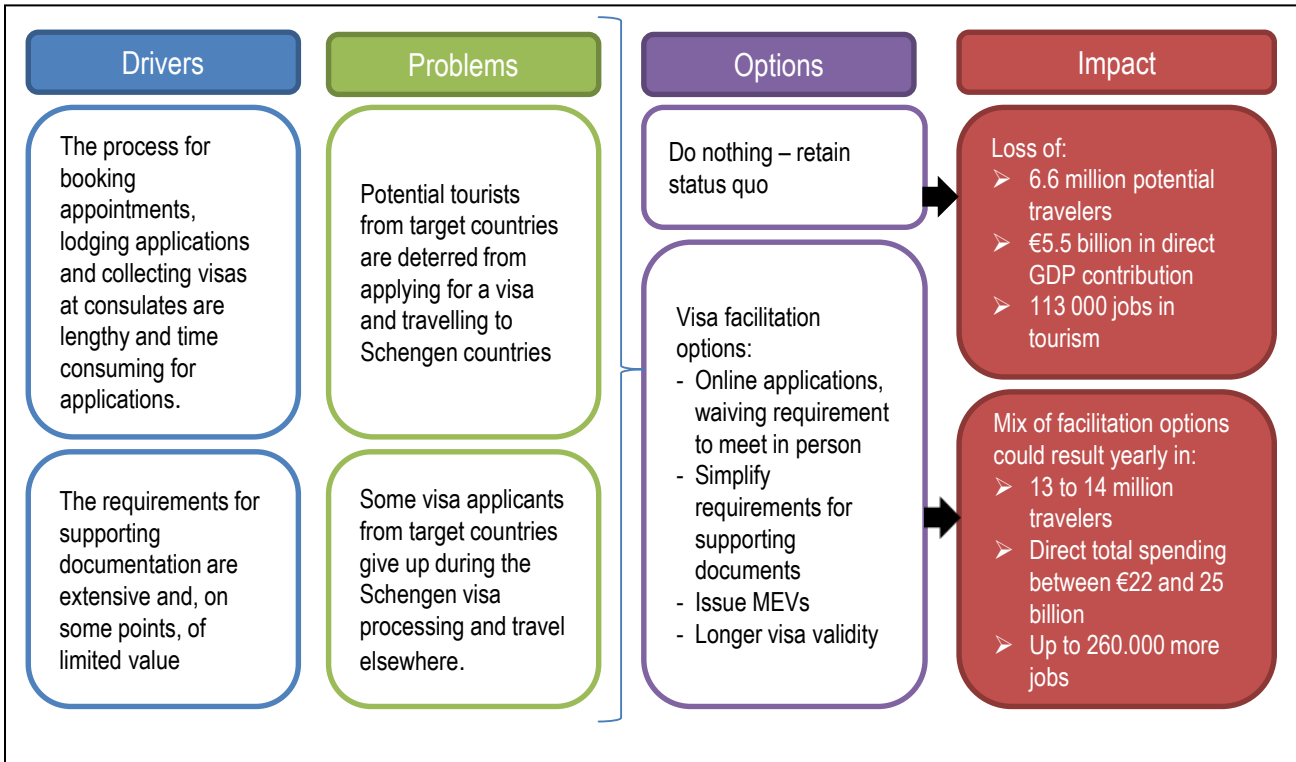 Drivers
The process for
booking
appointments,
lodging applications
and collecting visas
at consulates are
lengthy and time
consuming for
applications.
The requirements for
supporting
documentation are
extensive and, on
some points, of
limited value
Problems
Potential tourists
from target countries
are deterred from
applying for a visa
and travelling to
Schengen countries
Some visa applicants
from target countries
give up during the
Schengen visa
processing and travel
elsewhere.
Options
Do nothing – retain
status quo
Visa facilitation
options:
- Online applications,
waiving requirement
to meet in person
- Simplify
requirements for
supporting
documents
- Issue MEVs
- Longer visa validity
Impact
Loss of:
➢ 6.6 million potential
travelers
➢ €5.5 billion in direct
GDP contribution
➢ 113 000 jobs in
tourism
Mix of facilitation options
could result yearly in:
➢ 13 to 14 million
travelers
➢ Direct total spending
between €22 and 25
billion
➢ Up to 260.000 more
jobs